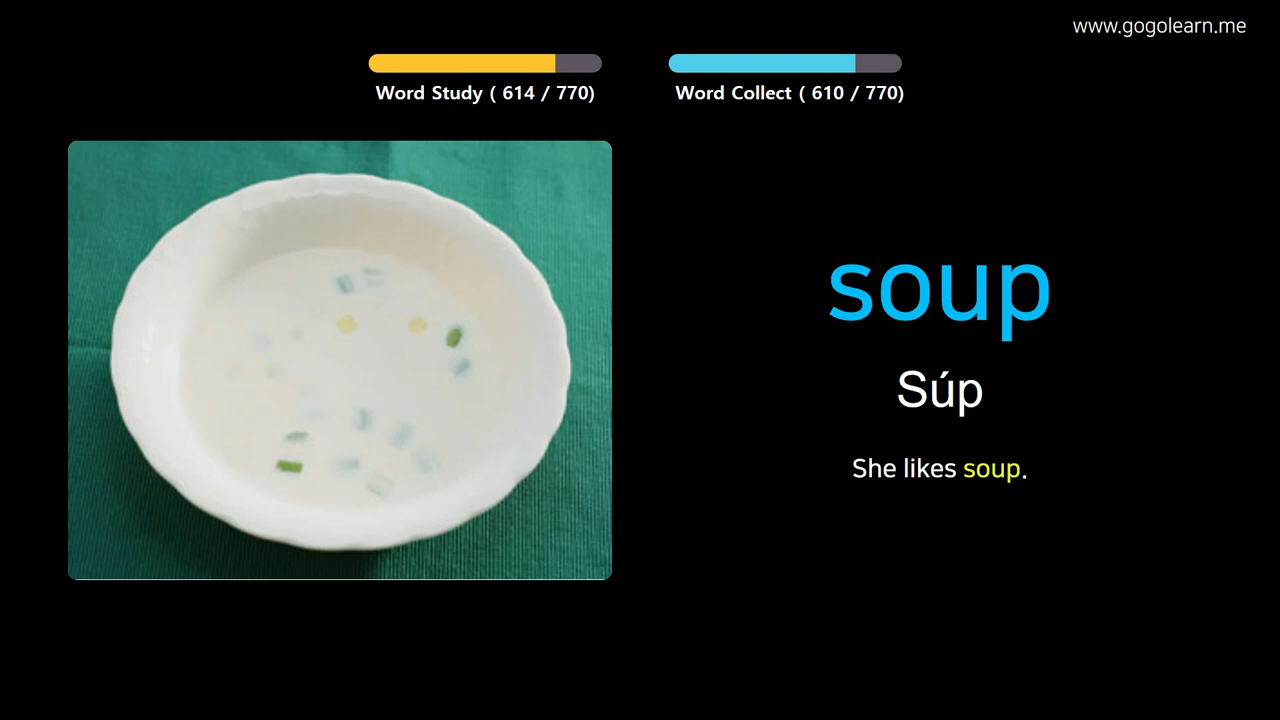 www.gogolearn.me
Word Study ( 614 / 770)
Word Collect ( 610 / 770)
soup
Súp
She likes soup.